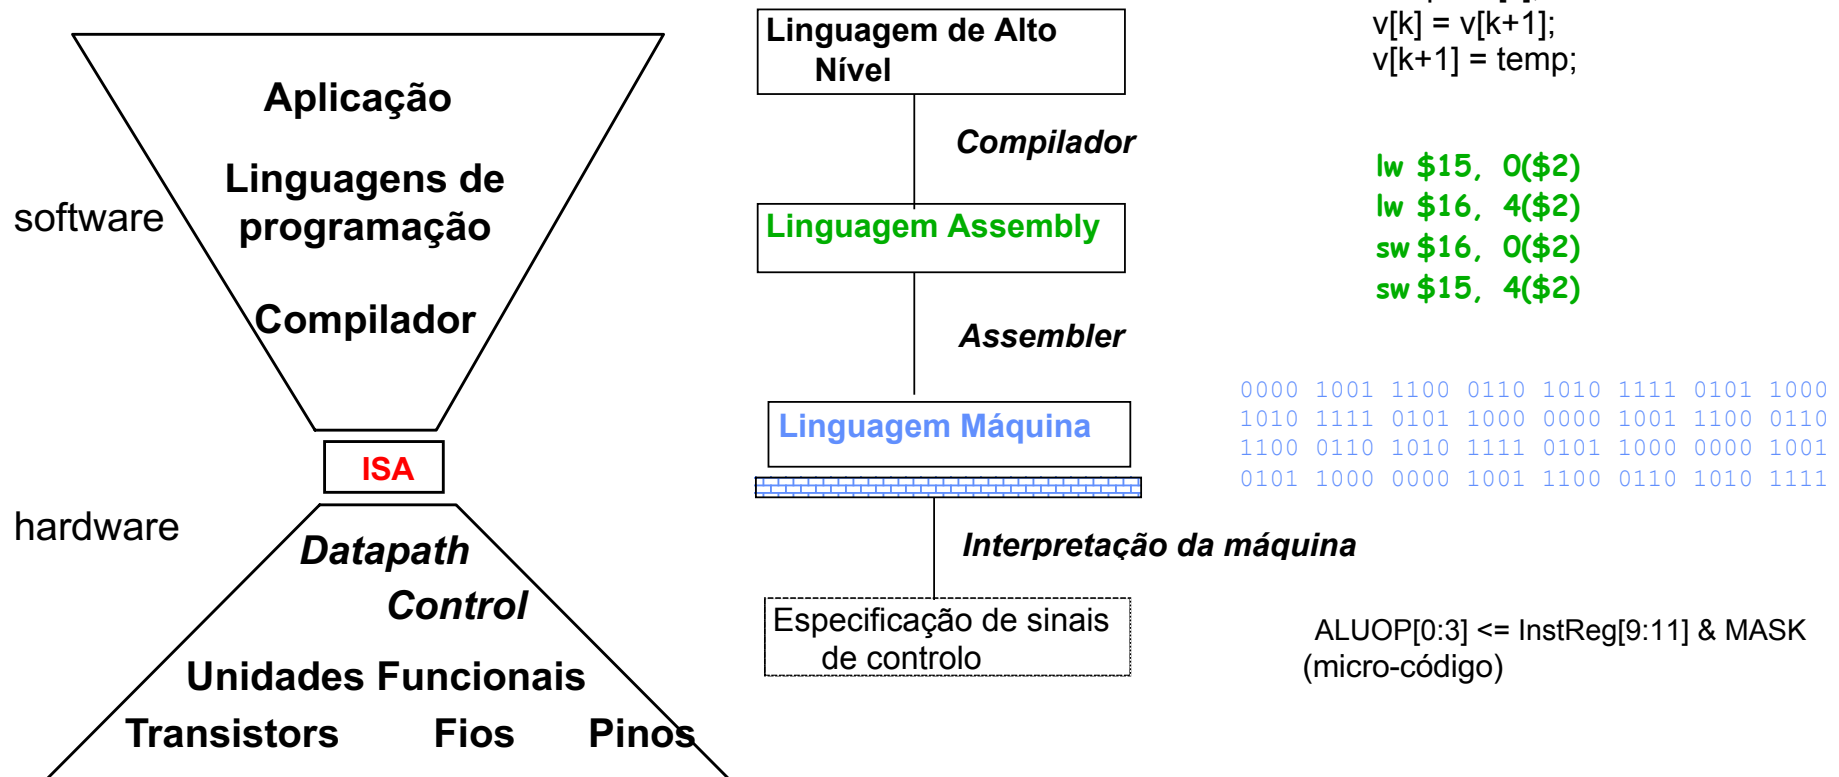 software
Aplicação
Linguagens de
programação
Compilador
ISA
hardware
Datapath
Control
Unidades Funcionais
Transistors Fios Pinos
Linguagem de Alto
Nível
Compilador
Linguagem Assembly
Assembler
Linguagem Máquina
Interpretação da máquina
Especificação de sinais
de controlo
v[k] = v[k+1];
v[k+1] = temp;
lw $15, 0($2)
lw $16, 4($2)
sw $16, 0($2)
sw $15, 4($2)
0000 1001 1100 0110 1010 1111 0101 1000
1010 1111 0101 1000 0000 1001 1100 0110
1100 0110 1010 1111 0101 1000 0000 1001
0101 1000 0000 1001 1100 0110 1010 1111
ALUOP[0:3] <= InstReg[9:11] & MASK
(micro-código)